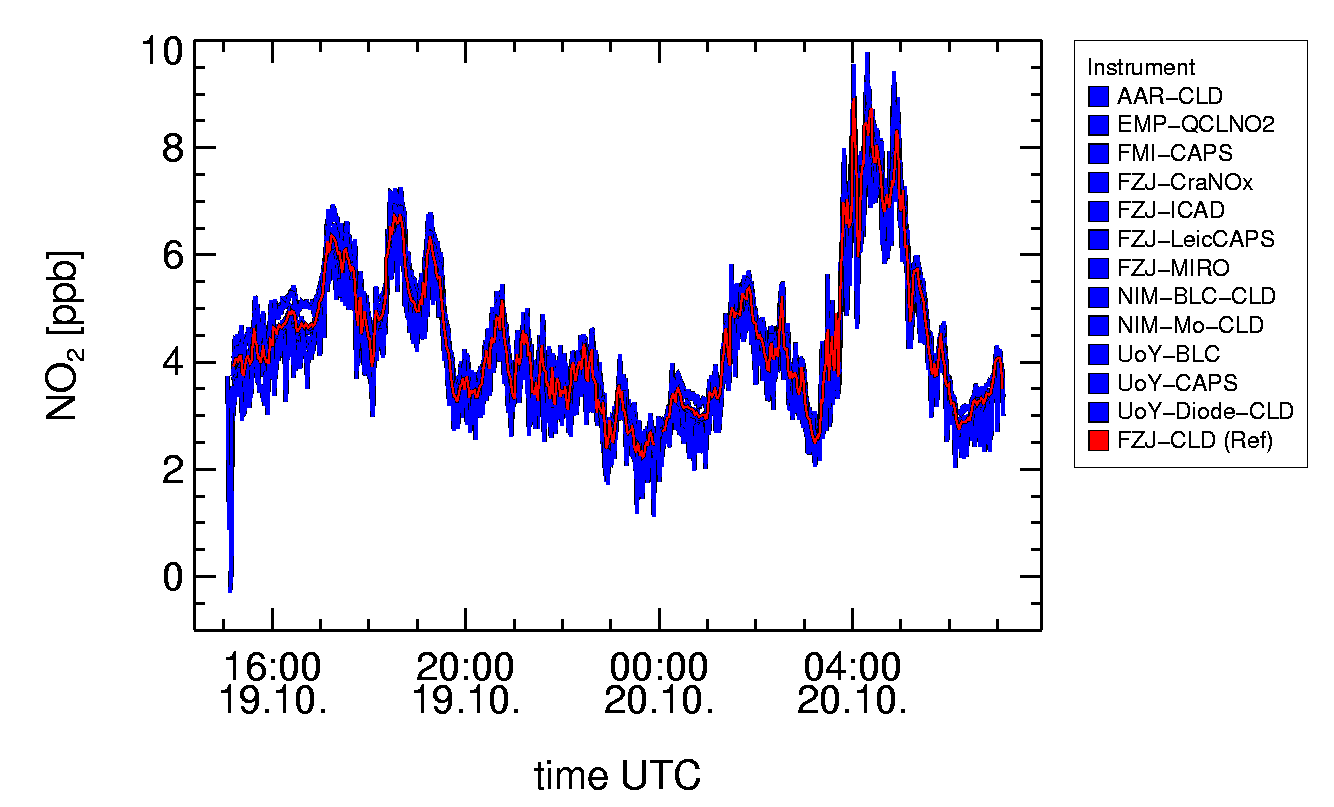 10
8
6
4
2
0
NO2 [ppb]
16:00 20:00 00:00 04:00
19.10. 19.10. 20.10. 20.10.
time UTC
Instrument
AAR−CLD
EMP−QCLNO2
FMI−CAPS
FZJ−CraNOx
FZJ−ICAD
FZJ−LeicCAPS
FZJ−MIRO
NIM−BLC−CLD
NIM−Mo−CLD
UoY−BLC
UoY−CAPS
UoY−Diode−CLD
FZJ−CLD (Ref)